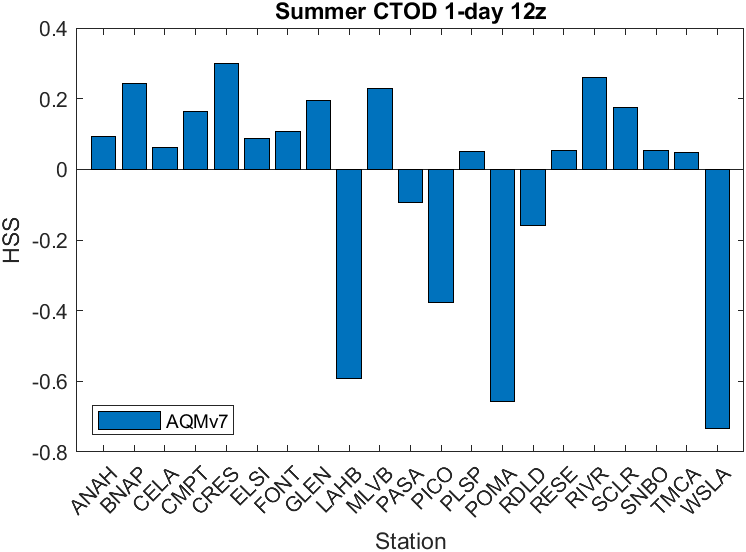 Summer CTOD 1-day 12z
0.4
0.2
0
-0.2
-0.4
-0.6
-0.8
HSS
AQMv7
ANAH BNAP CELA CMPT CRES ELSI FONT GLEN LAHB MLVB PASA PICO PLSP POMA RDLD RESE RIVR SCLR SNBO TMCA WSLA
Station